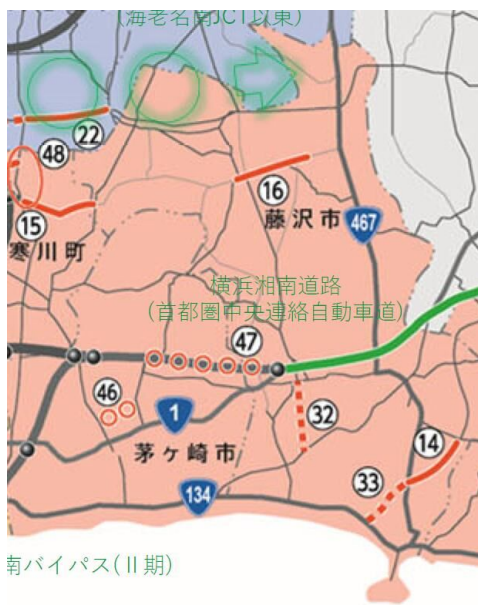 (海老名南JCT以東)
22
48
16
15
藤沢市
467
寒川町
横浜湘南道路
(首都圏中央連絡自動車道)
47
46
1
32
14
茅ヶ崎市
33
134
南バイパス(Ⅱ期)